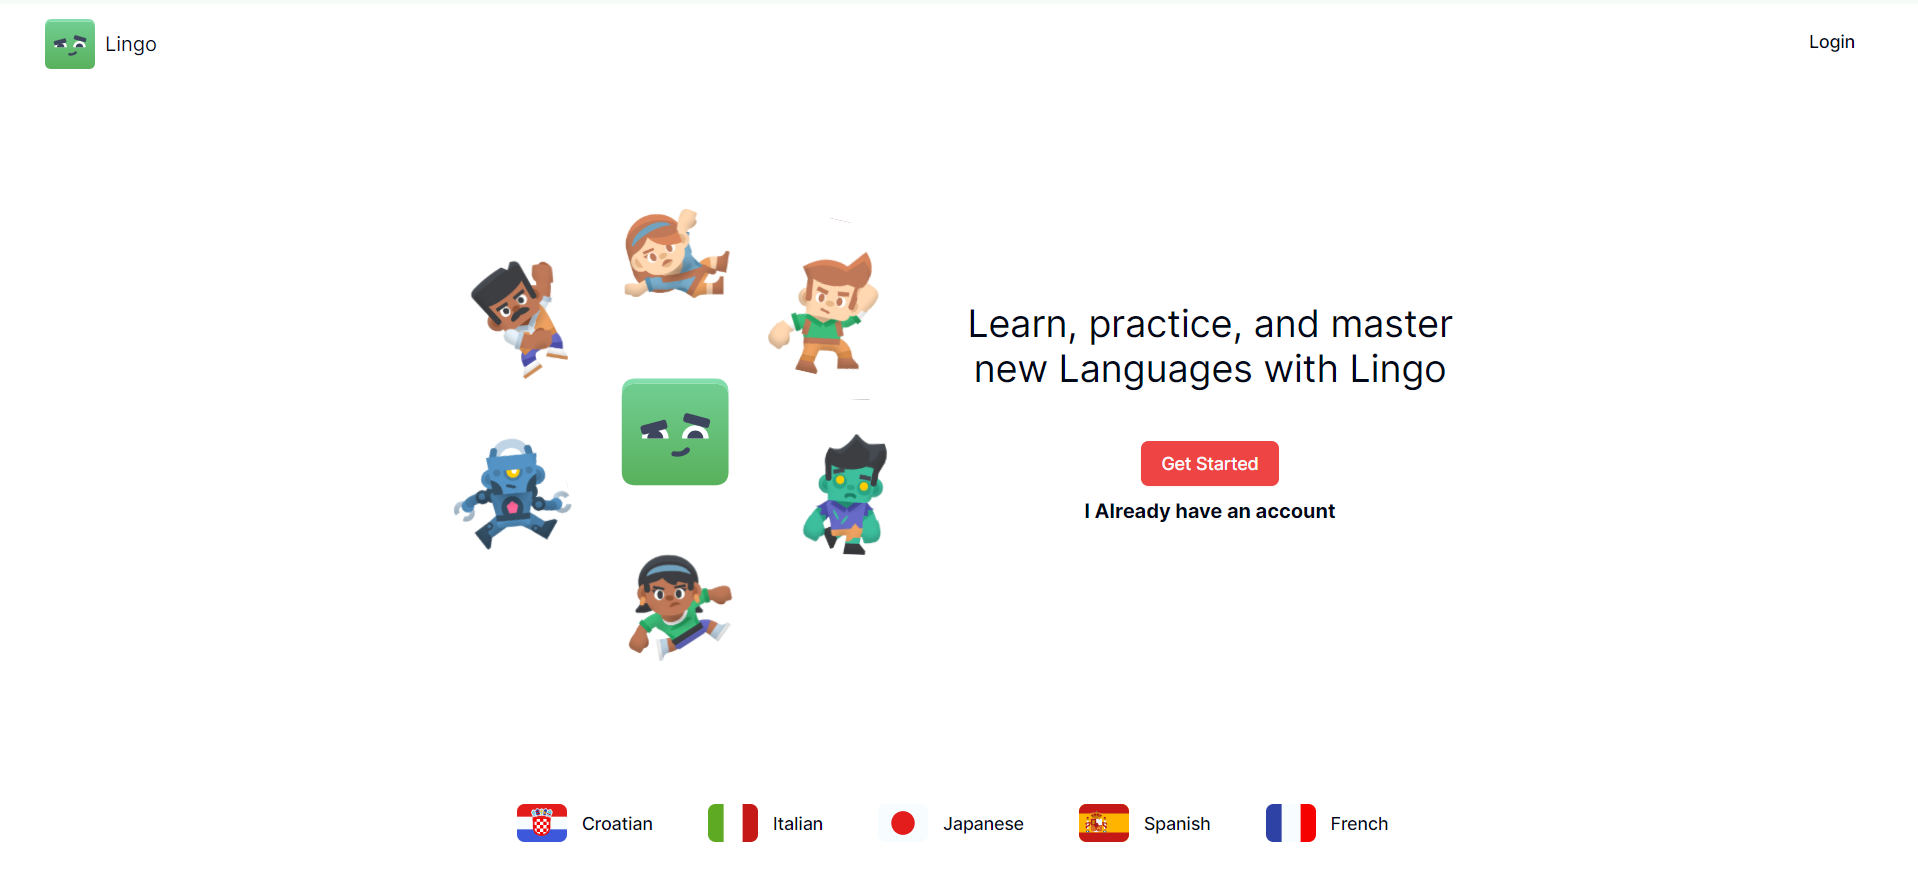 Lingo
Login
Learn, practice, and master
new Languages with Lingo
Get Started
I Already have an account
Croatian
Italian
Japanese
Spanish
French